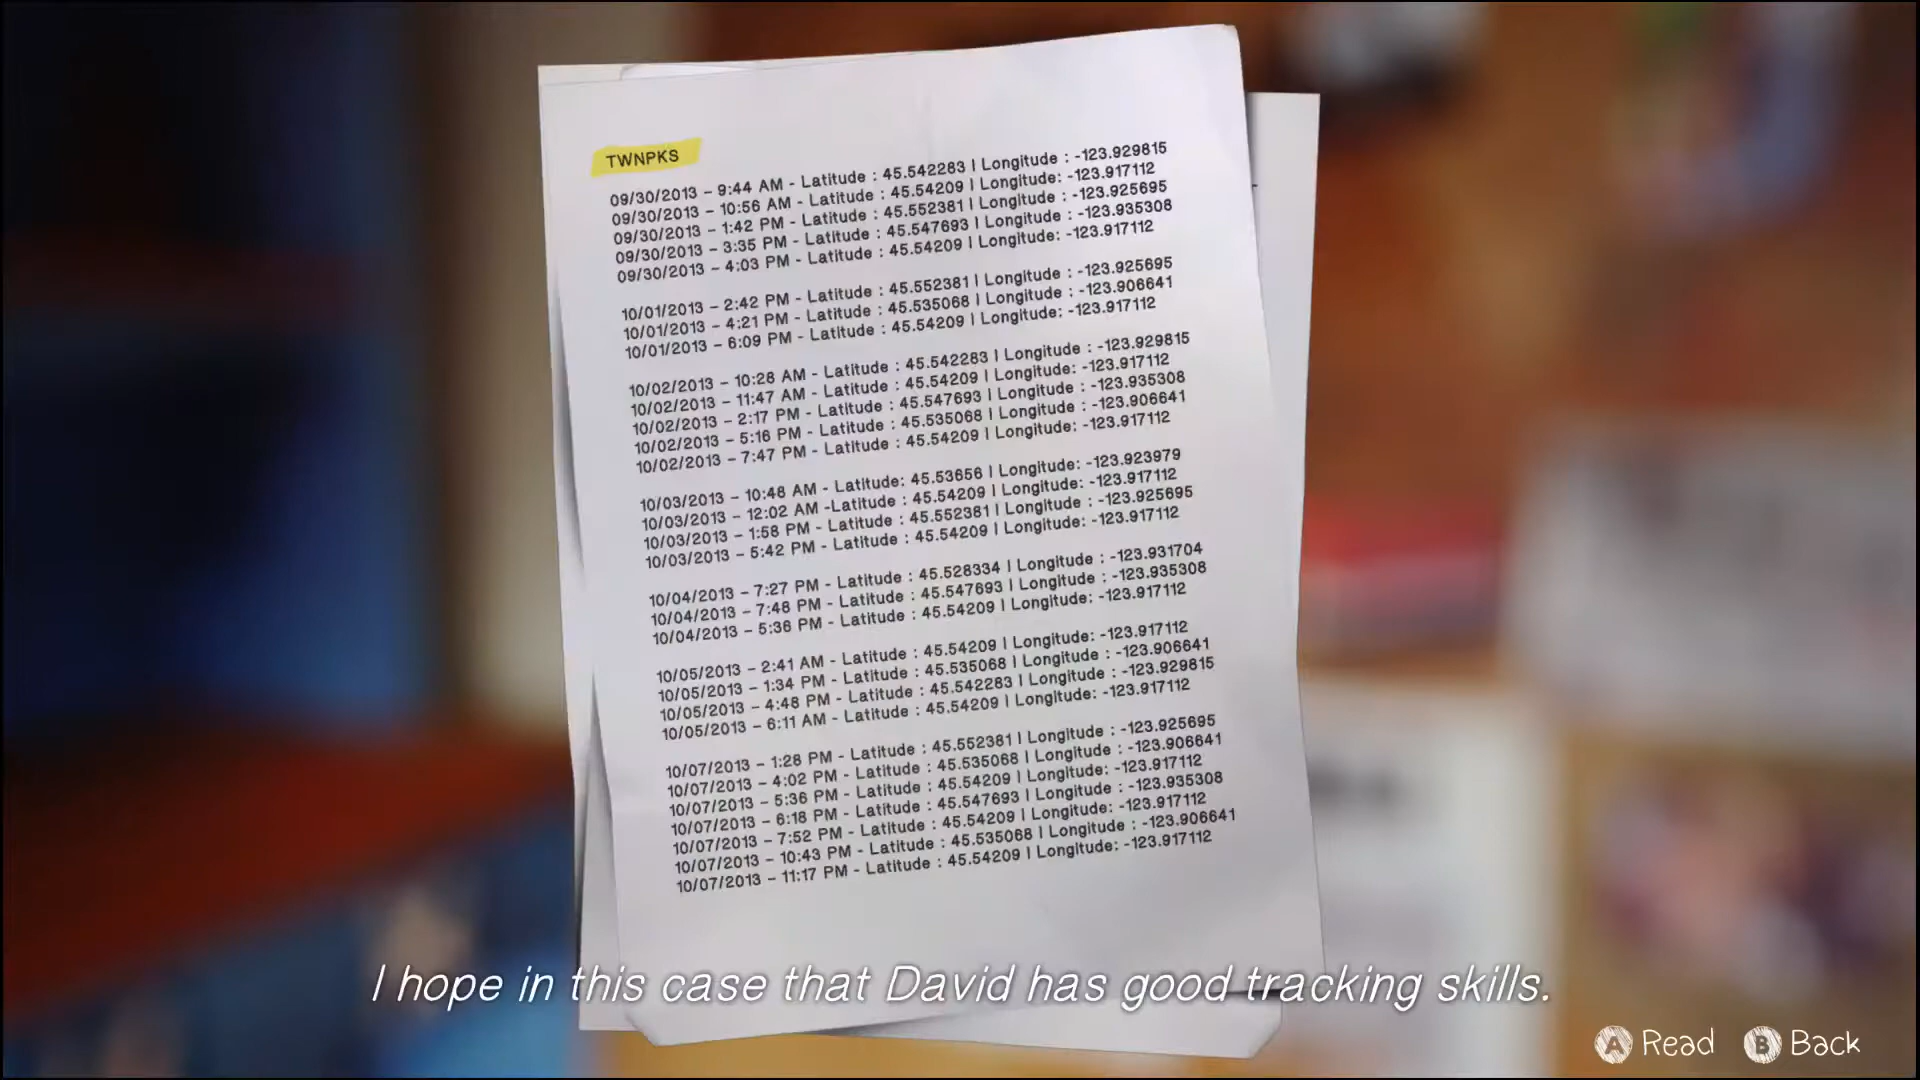 TWNPKS
09/30/2013 – 9:44 AM - Latitude : 45.542283 | Longitude : -123.929815
09/30/2013 – 10:56 AM - Latitude : 45.54209 | Longitude: -123.917112
09/30/2013 – 1:42 PM - Latitude : 45.552381 | Longitude : -123.925695
09/30/2013 – 3:35 PM - Latitude : 45.547693 | Longitude : -123.935308
09/30/2013 – 4:03 PM - Latitude : 45.54209 | Longitude: -123.917112
10/01/2013 – 2:42 PM - Latitude : 45.552381 | Longitude : -123.925695
10/01/2013 – 4:21 PM - Latitude : 45.535068 | Longitude : -123.906641
10/01/2013 – 6:09 PM - Latitude : 45.54209 | Longitude: -123.917112
10/02/2013 – 10:28 AM - Latitude : 45.542283 | Longitude : -123.929815
10/02/2013 – 11:47 AM - Latitude : 45.54209 | Longitude: -123.917112
10/02/2013 – 2:17 PM - Latitude : 45.547693 | Longitude : -123.935308
10/02/2013 – 5:16 PM - Latitude : 45.535068 | Longitude : -123.906641
10/02/2013 – 7:47 PM - Latitude : 45.54209 | Longitude: -123.917112
10/03/2013 – 10:48 AM - Latitude: 45.53656 | Longitude: -123.923979
10/03/2013 – 12:02 AM -Latitude : 45.54209 | Longitude: -123.917112
10/03/2013 – 1:58 PM - Latitude : 45.552381 | Longitude : -123.925695
10/03/2013 – 5:42 PM - Latitude : 45.54209 | Longitude: -123.917112
10/04/2013 – 7:27 PM - Latitude : 45.528334 | Longitude : -123.931704
10/04/2013 – 7:48 PM - Latitude : 45.547693 | Longitude : -123.935308
10/04/2013 – 5:36 PM - Latitude : 45.54209 | Longitude: -123.917112
10/05/2013 – 2:41 AM - Latitude : 45.54209 | Longitude: -123.917112
10/05/2013 – 1:34 PM - Latitude : 45.535068 | Longitude : -123.906641
10/05/2013 – 4:48 PM - Latitude : 45.542283 | Longitude : -123.929815
10/05/2013 – 6:11 AM - Latitude : 45.54209 | Longitude: -123.917112
10/07/2013 – 1:28 PM - Latitude : 45.552381 | Longitude : -123.925695
10/07/2013 – 4:02 PM - Latitude : 45.535068 | Longitude : -123.906641
10/07/2013 – 5:36 PM - Latitude : 45.54209 | Longitude: -123.917112
10/07/2013 – 6:18 PM - Latitude : 45.547693 | Longitude : -123.935308
10/07/2013 – 7:52 PM - Latitude : 45.54209 | Longitude: -123.917112
10/07/2013 – 10:43 PM - Latitude : 45.535068 | Longitude : -123.906641
10/07/2013 – 11:17 PM - Latitude : 45.54209 | Longitude: -123.917112
I hope in this case that David has good tracking skills.
A Read B Back